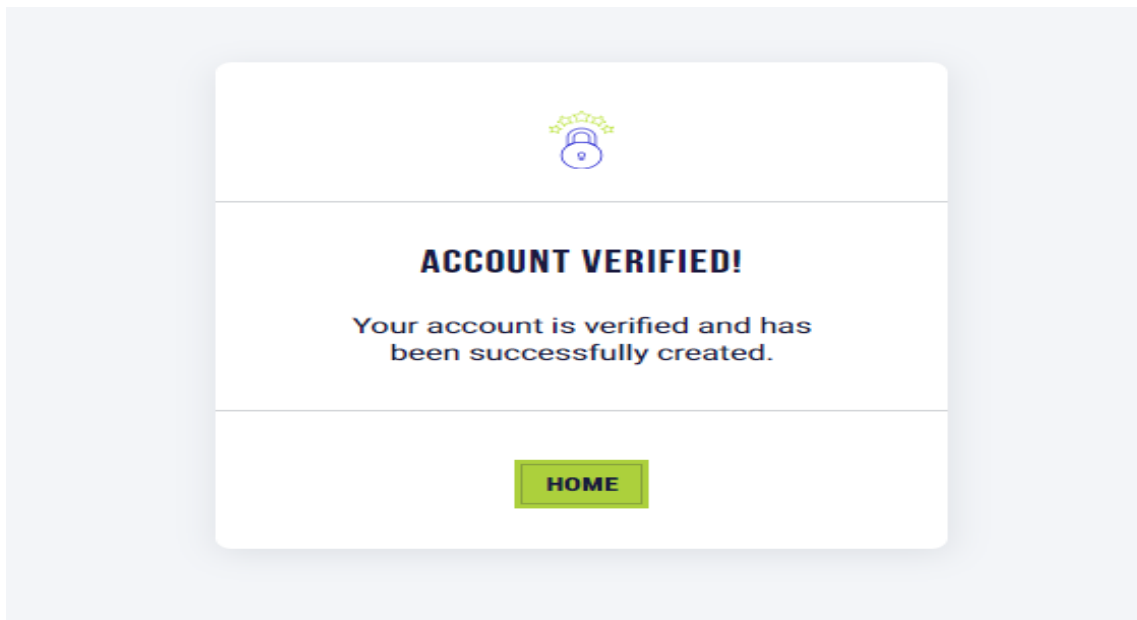 ACCOUNT VERIFIED!
Your account is verified and has
been successfully created.
HOME